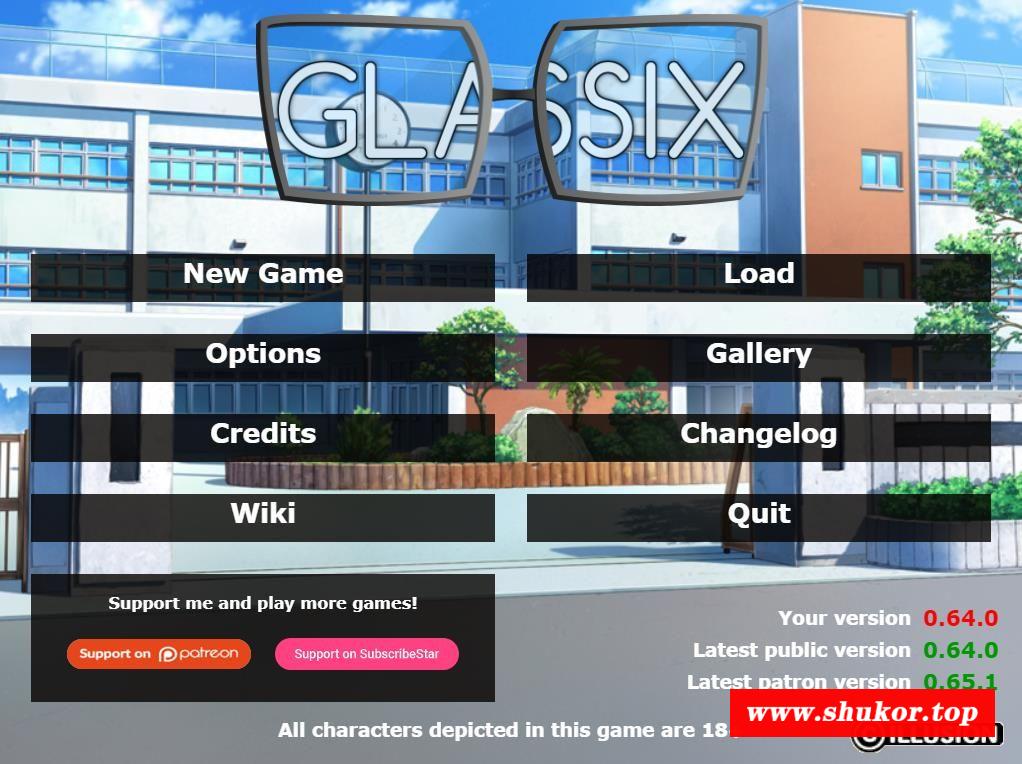 GLASSIX
New Game
Load
Options
Gallery
Credits
Changelog
Wiki
Quit
Support me and play more games!
Support on patreon
Support on SubscribeStar
Your version 0.64.0
Latest public version 0.64.0
Latest patron version 0.65.1
www.shukor.top
All characters depicted in this game are 18
©ILLUSION